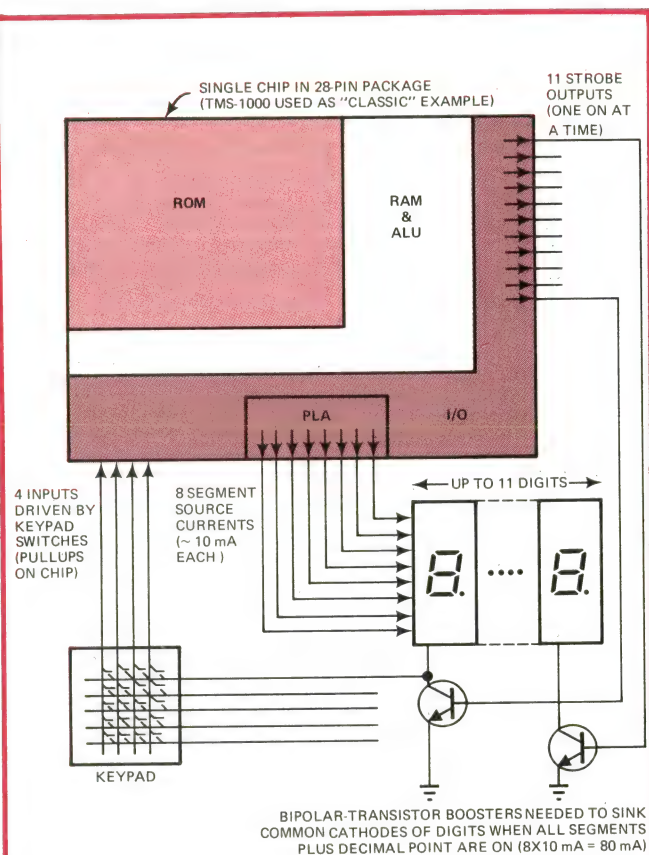 SINGLE CHIP IN 28-PIN PACKAGE
(TMS-1000 USED AS "CLASSIC" EXAMPLE)
11 STROBE
OUTPUTS
(ONE ON AT
A TIME)
ROM
RAM
&
ALU
PLA
I/O
4 INPUTS
DRIVEN BY
KEYPAD
SWITCHES
(PULLUPS
ON CHIP)
8 SEGMENT
SOURCE
CURRENTS
(~ 10 mA
EACH )
UP TO 11 DIGITS
8. .... 8.
KEYPAD
BIPOLAR-TRANSISTOR BOOSTERS NEEDED TO SINK
COMMON CATHODES OF DIGITS WHEN ALL SEGMENTS
PLUS DECIMAL POINT ARE ON (8X10 mA = 80 mA)